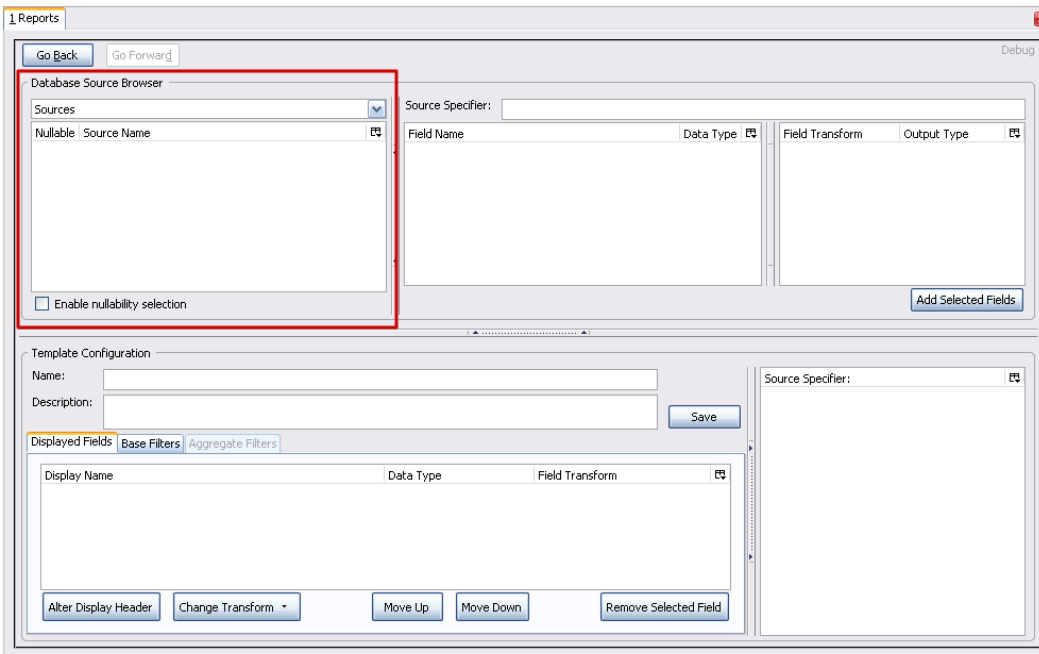 1 Reports
Go Back Go Forward Debug
Database Source Browser
Sources
Nullable Source Name
Enable nullability selection
Source Specifier:
Field Name Data Type
Field Transform Output Type
Add Selected Fields
Template Configuration
Name:
Description:
Save
Displayed Fields Base Filters Aggregate Filters
Display Name Data Type Field Transform
Alter Display Header Change Transform Move Up Move Down Remove Selected Field
Source Specifier: